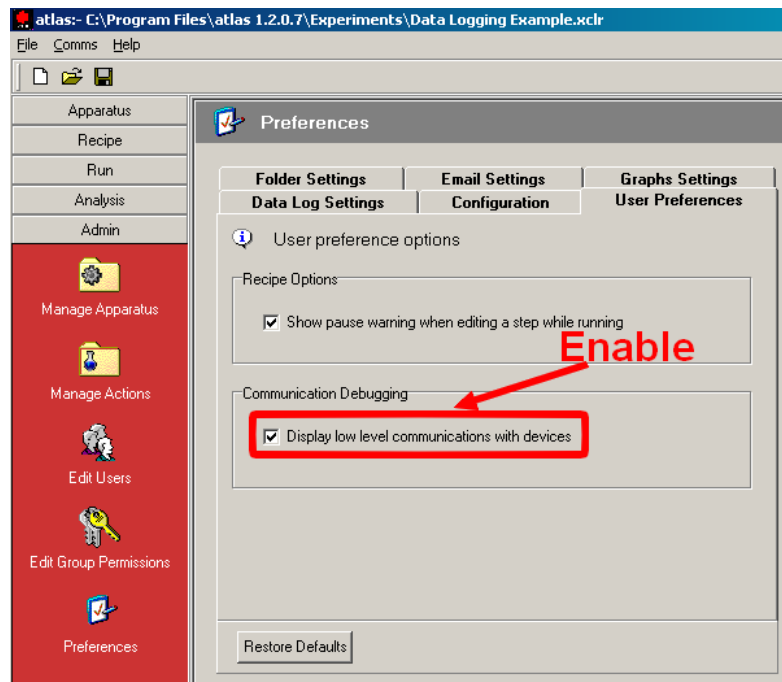 atlas:- C:\Program Files\atlas 1.2.0.7\Experiments\Data Logging Example.xclr
File Comms Help
Apparatus
Recipe
Run
Analysis
Admin
Manage Apparatus
Manage Actions
Edit Users
Edit Group Permissions
Preferences
Preferences
Folder Settings Email Settings Graphs Settings
Data Log Settings Configuration User Preferences
User preference options
Recipe Options
Show pause warning when editing a step while running
Enable
Communication Debugging
Display low level communications with devices
Restore Defaults